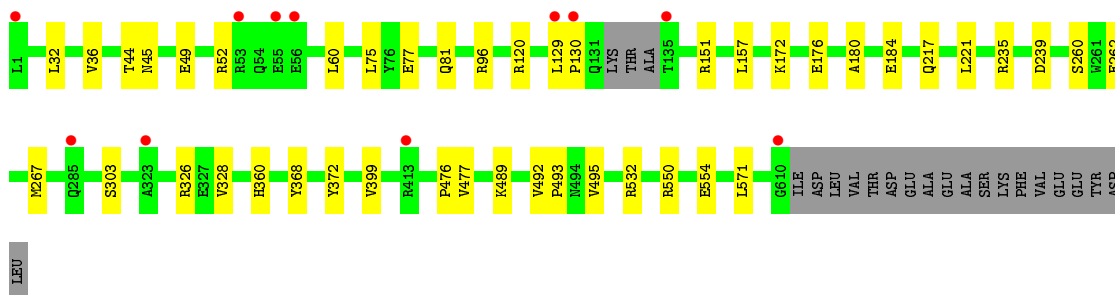 L1 L32 V36 T44 N45 E49 R52 R53 Q54 E55 E56 L60 L75 Y76 E77 Q81 R96 R120 L129 P130 Q131 LYS THR ALA T135 R151 L157 K172 E176 A180 E184 Q217 L221 R235 D239 S260 W261 E262
M267 Q285 S303 A323 R326 E327 V328 H360 Y368 Y372 V399 R413 P476 V477 K489 V492 P493 N494 V495 R532 R550 E554 L571 G610 ILE ASP LEU VAL THR ASP GLU ALA GLU ALA SER LYS PHE VAL GLU GLU TYR ASP
LEU